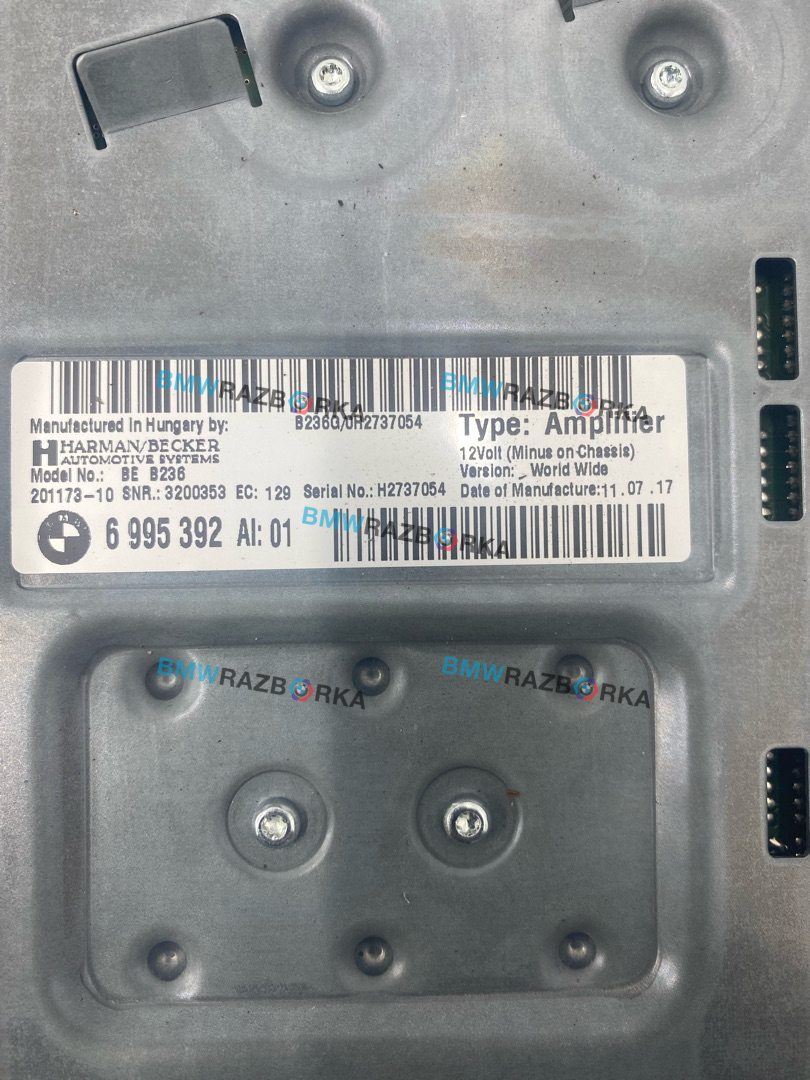 BMWRAZBORKA BMWRAZBORKA
Manufactured in Hungary by: B236Q/0H2737054 Type: Amplifier
HARMAN/BECKER
AUTOMOTIVE SYSTEMS
12Volt (Minus on Chassis)
Model No.: BE B236 Version: World Wide
201173-10 SNR.: 3200353 EC: 129 Serial No.: H2737054 Date of Manufacture: 11.07.17
BMW
6 995 392 AI: 01
BMWRAZBORKA
BMWRAZBORKA BMWRAZBORKA